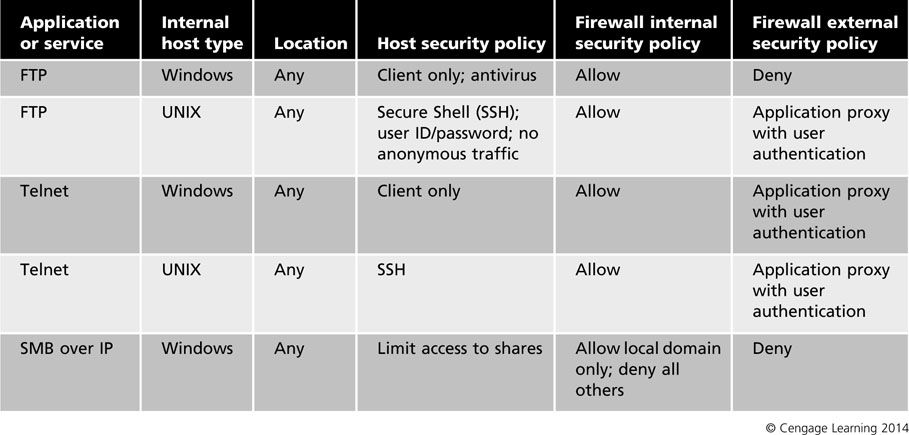 Application or service | Internal host type | Location | Host security policy | Firewall internal security policy | Firewall external security policy
FTP | Windows | Any | Client only; antivirus | Allow | Deny
FTP | UNIX | Any | Secure Shell (SSH); user ID/password; no anonymous traffic | Allow | Application proxy with user authentication
Telnet | Windows | Any | Client only | Allow | Application proxy with user authentication
Telnet | UNIX | Any | SSH | Allow | Application proxy with user authentication
SMB over IP | Windows | Any | Limit access to shares | Allow local domain only; deny all others | Deny
© Cengage Learning 2014